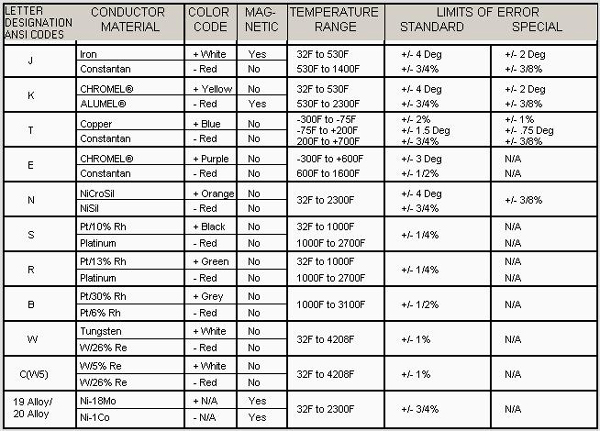 LETTER DESIGNATION ANSI CODES CONDUCTOR MATERIAL COLOR CODE MAG- NETIC TEMPERATURE RANGE LIMITS OF ERROR
STANDARD SPECIAL
J Iron + White Yes 32F to 530F +/- 4 Deg +/- 2 Deg
Constantan - Red No 530F to 1400F +/- 3/4% +/- 3/8%
K CHROMEL® + Yellow No 32F to 530F +/- 4 Deg +/- 2 Deg
ALUMEL® - Red Yes 530F to 2300F +/- 3/4% +/- 3/8%
T Copper + Blue No -300F to -75F +/- 2% +/- 1%
-75F to +200F +/- 1.5 Deg +/- .75 Deg
Constantan - Red No 200F to +700F +/- 3/4% +/- 3/8%
E CHROMEL® + Purple No -300F to +600F +/- 3 Deg N/A
Constantan - Red No 600F to 1600F +/- 1/2% N/A
N NiCroSil + Orange No 32F to 2300F +/- 4 Deg +/- 3/8%
NiSil - Red No +/- 3/4%
S Pt/10% Rh + Black No 32F to 1000F +/- 1/4% N/A
Platinum - Red No 1000F to 2700F N/A
R Pt/13% Rh + Green No 32F to 1000F +/- 1/4% N/A
Platinum - Red No 1000F to 2700F N/A
B Pt/30% Rh + Grey No 1000F to 3100F +/- 1/2% N/A
Pt/6% Rh - Red No
W Tungsten + White No 32F to 4208F +/- 1% N/A
W/26% Re - Red No
C(W5) W/5% Re + White No 32F to 4208F +/- 1% N/A
W/26% Re - Red No
19 Alloy/ Ni-18Mo + N/A Yes 32F to 2300F +/- 3/4% N/A
20 Alloy Ni-1Co - N/A Yes